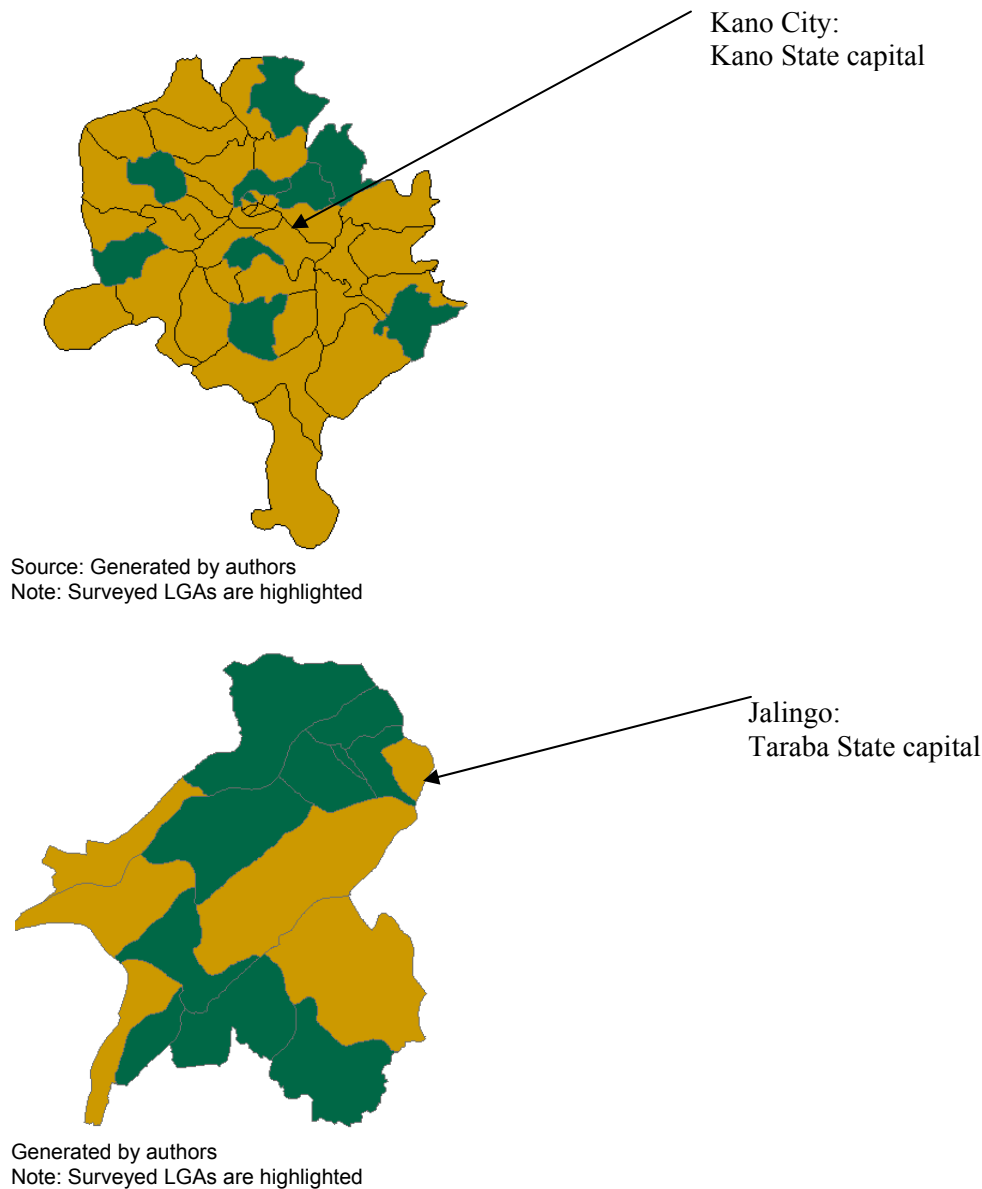 Kano City:
Kano State capital
Source: Generated by authors
Note: Surveyed LGAs are highlighted
Jalingo:
Taraba State capital
Generated by authors
Note: Surveyed LGAs are highlighted